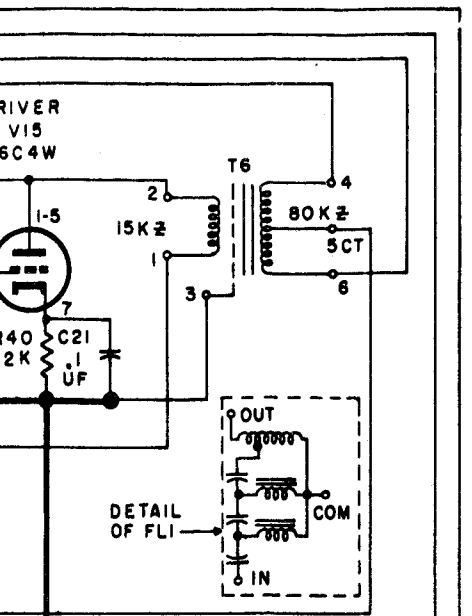 RIVER
V15
6C4W
T6
1-5
2
4
15K Z
80K Z
5CT
1
6
3
7
R40
C21
2K
.1
UF
OUT
COM
DETAIL
OF FL1
IN